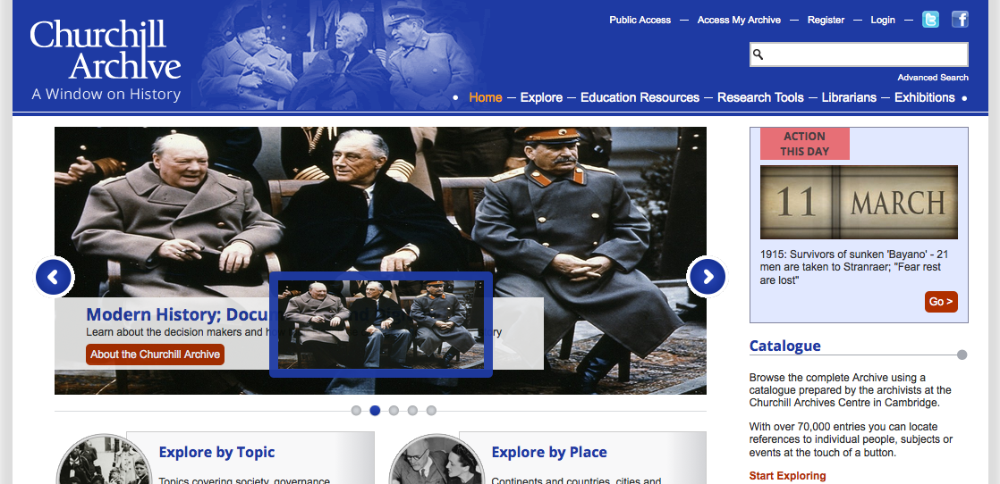 Public Access — Access My Archive — Register — Login —
Churchill
Archive
A Window on History
Advanced Search
• Home — Explore — Education Resources — Research Tools — Librarians — Exhibitions •
Modern History; Docu
Learn about the decision makers and
About the Churchill Archive
ACTION
THIS DAY
11 MARCH
1915: Survivors of sunken 'Bayano' - 21
men are taken to Stranraer; "Fear rest
are lost"
Go >
Catalogue
Browse the complete Archive using a
catalogue prepared by the archivists at the
Churchill Archives Centre in Cambridge.
With over 70,000 entries you can locate
references to individual people, subjects or
events at the touch of a button.
Start Exploring
Explore by Topic
Topics covering society, governance,
Explore by Place
Continents and countries, cities and